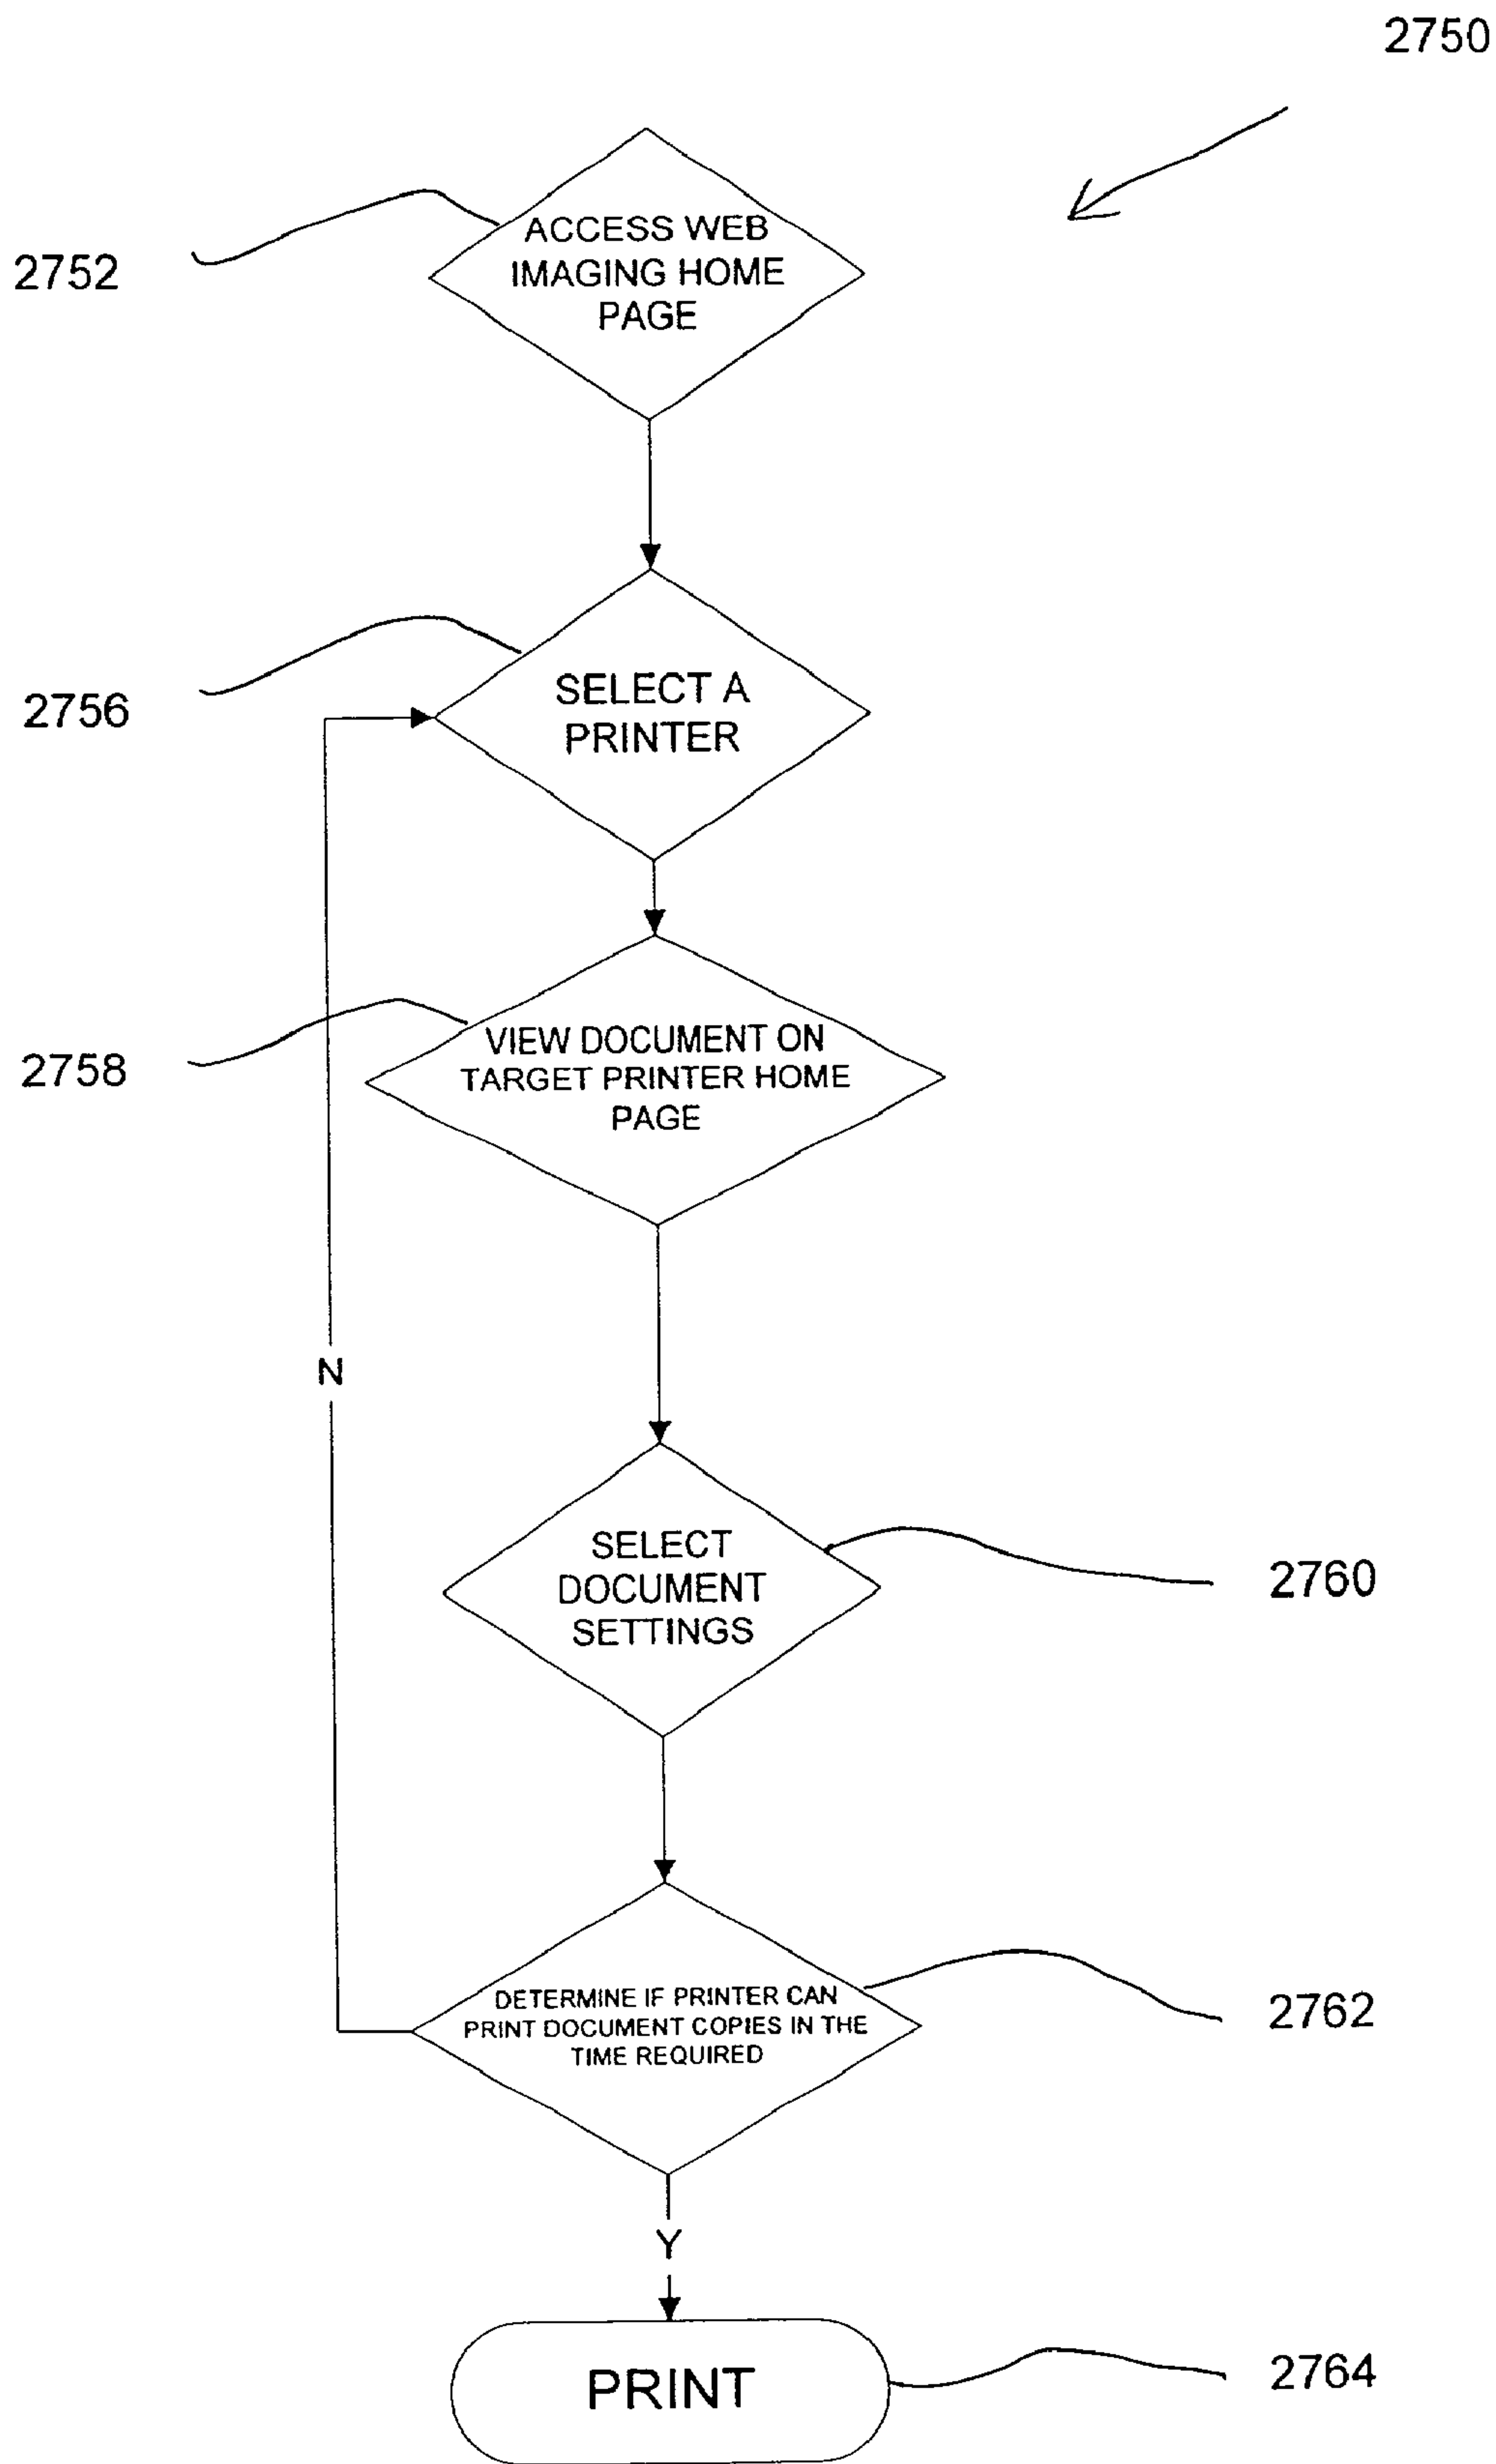 2750
2752
ACCESS WEB
IMAGING HOME
PAGE
2756
SELECT A
PRINTER
2758
VIEW DOCUMENT ON
TARGET PRINTER HOME
PAGE
N
SELECT
DOCUMENT
SETTINGS
2760
DETERMINE IF PRINTER CAN
PRINT DOCUMENT COPIES IN THE
TIME REQUIRED
2762
Y
PRINT
2764